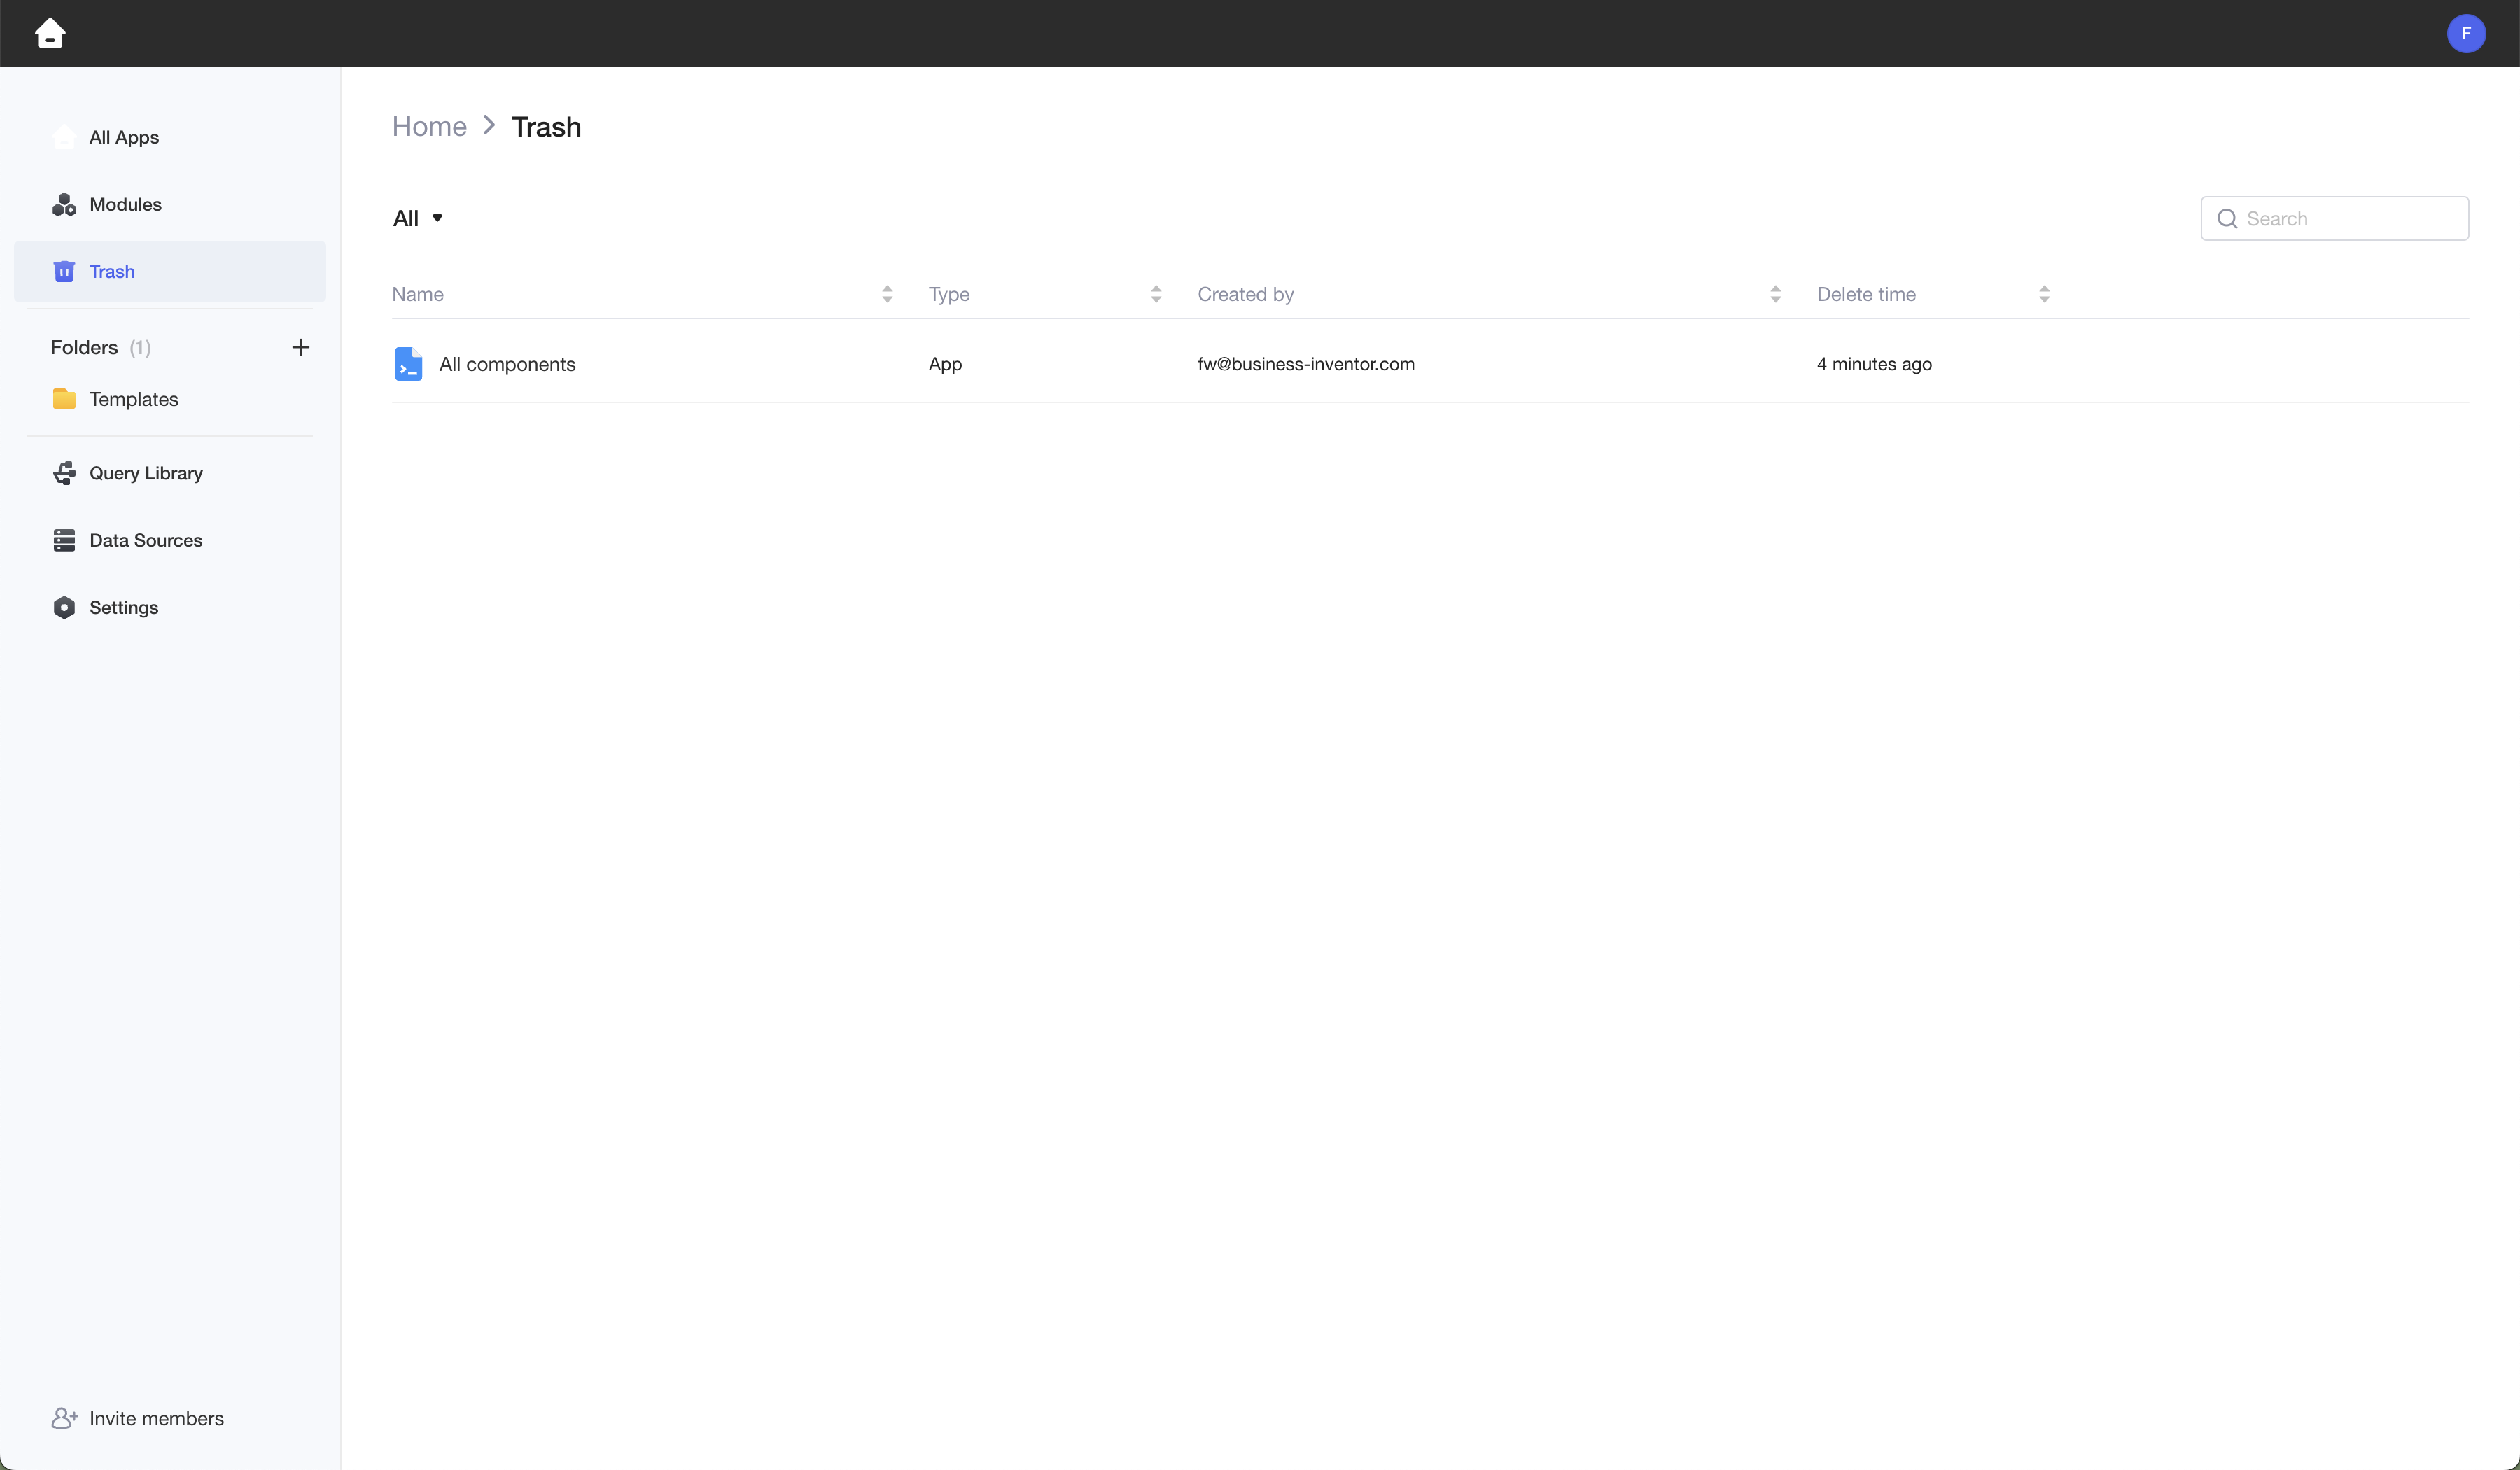 F
All Apps
Modules
Trash
Folders (1)
Templates
Query Library
Data Sources
Settings
Invite members
Home > Trash
All
Search
Name Type Created by Delete time
All components App fw@business-inventor.com 4 minutes ago